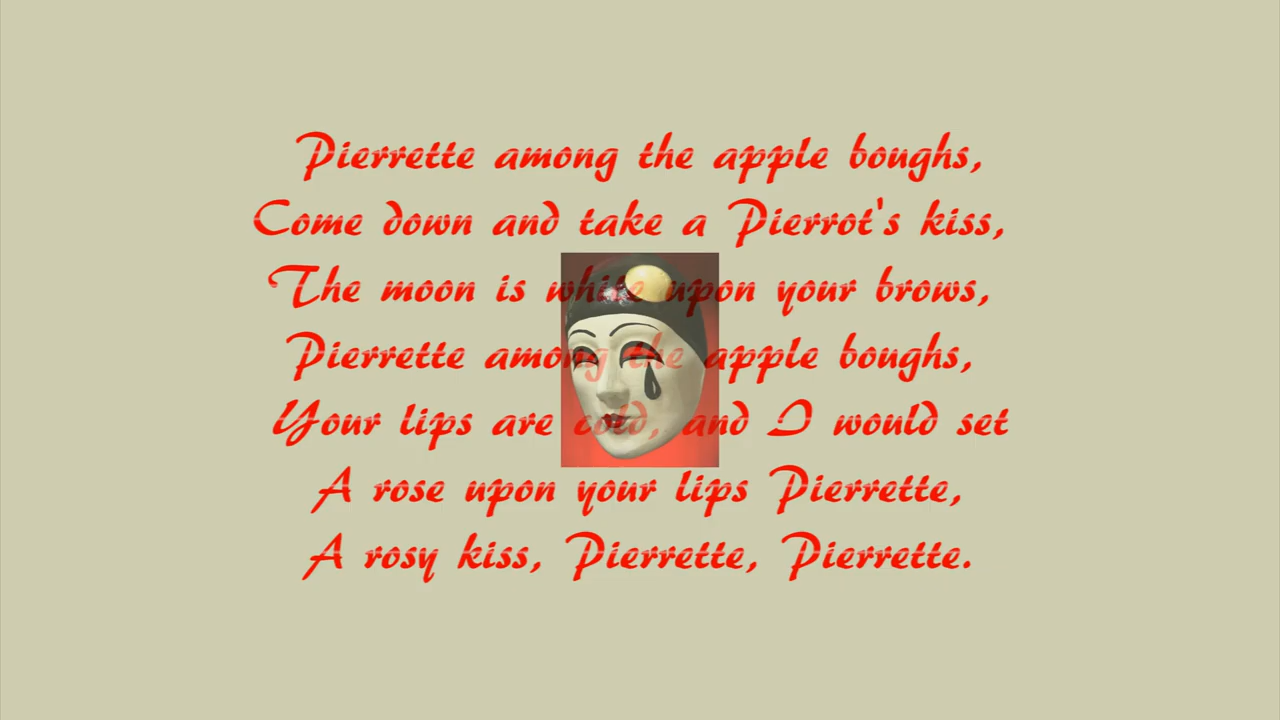 Pierrette among the apple boughs,
Come down and take a Pierrot's kiss,
The moon is white upon your brows,
Pierrette among the apple boughs,
Your lips are cold, and I would set
A rose upon your lips Pierrette,
A rosy kiss, Pierrette, Pierrette.